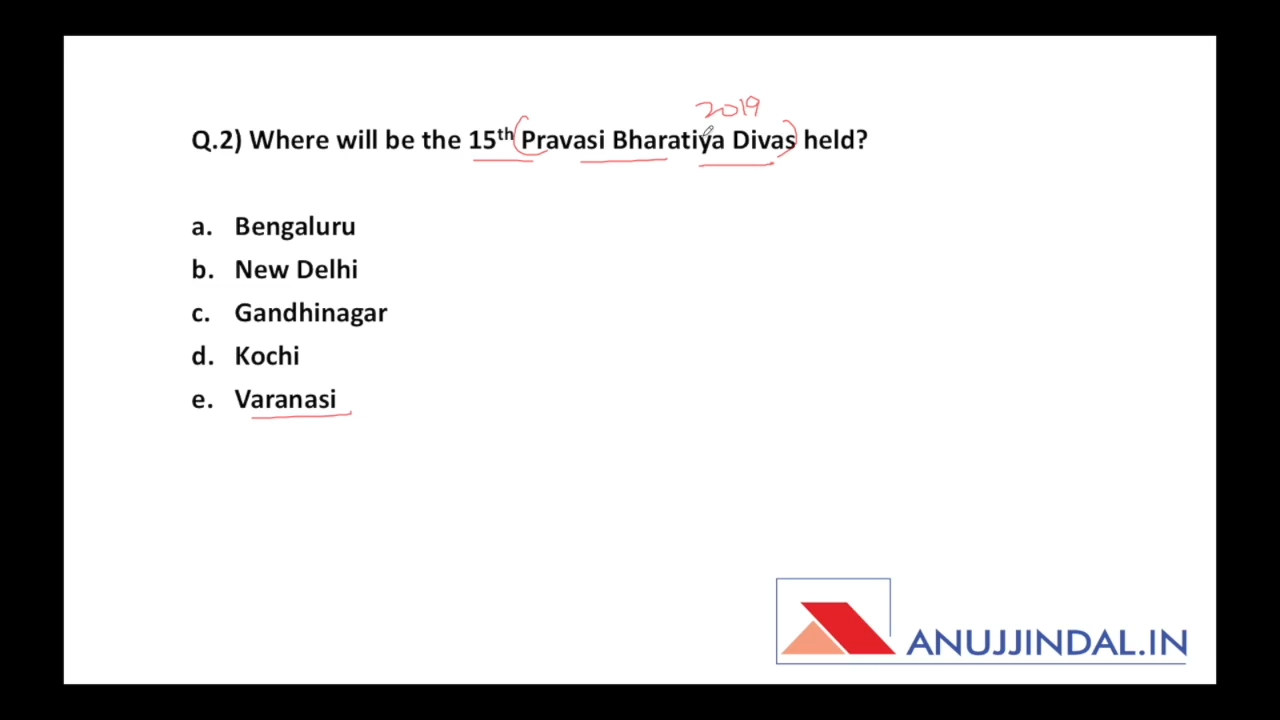 2019
Q.2) Where will be the 15th Pravasi Bharatiya Divas held?
a. Bengaluru
b. New Delhi
c. Gandhinagar
d. Kochi
e. Varanasi
ANUJJINDAL.IN